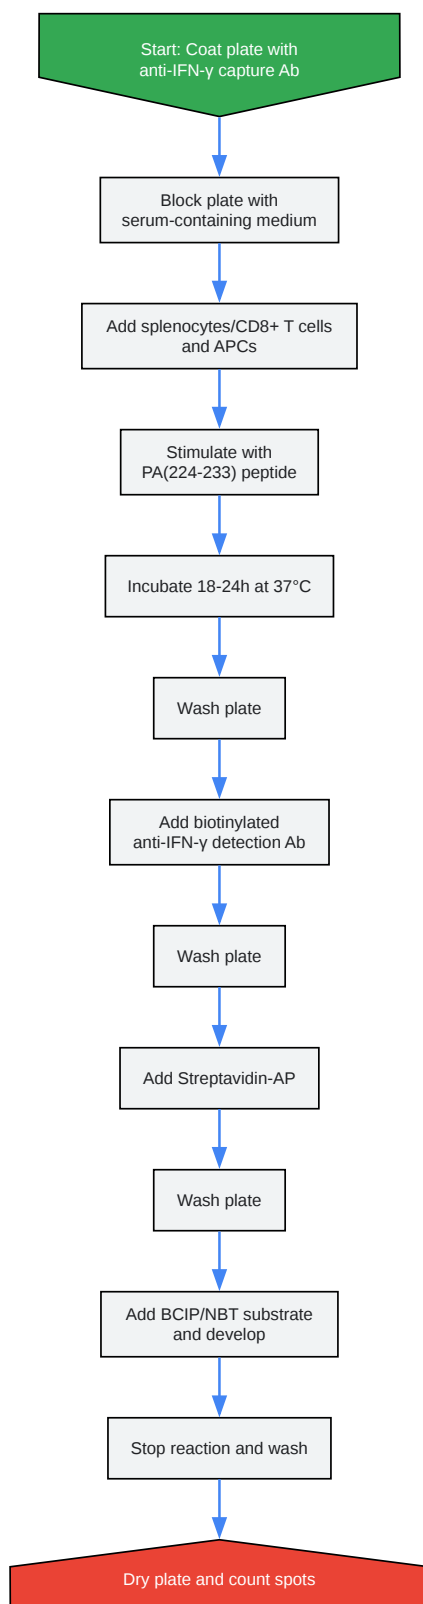 Start: Coat plate with
anti-IFN-γ capture Ab
Block plate with
serum-containing medium
Add splenocytes/CD8+ T cells
and APCs
Stimulate with
PA(224-233) peptide
Incubate 18-24h at 37°C
Wash plate
Add biotinylated
anti-IFN-γ detection Ab
Wash plate
Add Streptavidin-AP
Wash plate
Add BCIP/NBT substrate
and develop
Stop reaction and wash
Dry plate and count spots